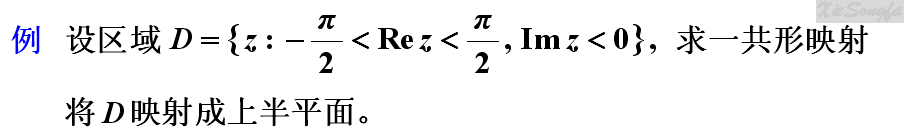 XieSongfa
例 设区域 D = {z : −π/2 < Re z < π/2, Im z < 0}, 求一共形映射
将 D 映射成上半平面。